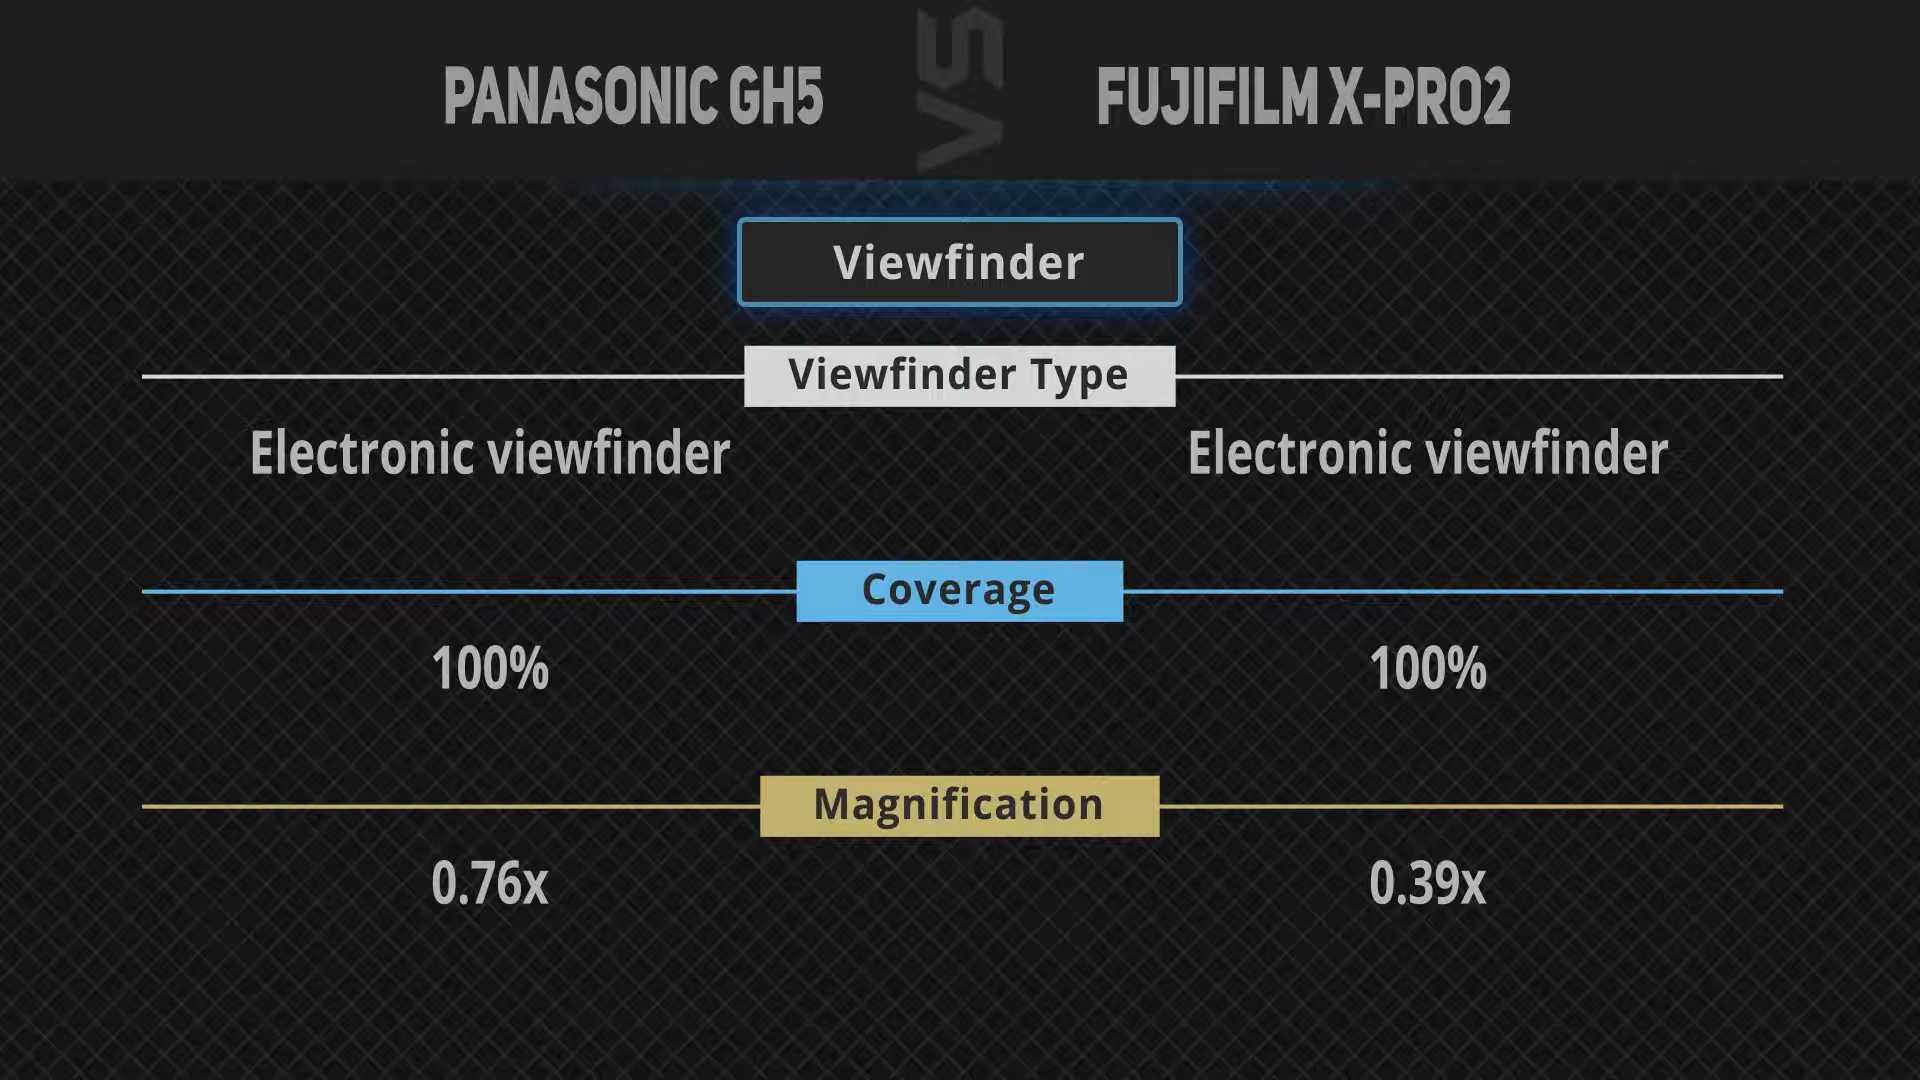 PANASONIC GH5
VS
FUJIFILM X-PRO2
Viewfinder
Viewfinder Type
Electronic viewfinder
Electronic viewfinder
Coverage
100%
100%
Magnification
0.76x
0.39x